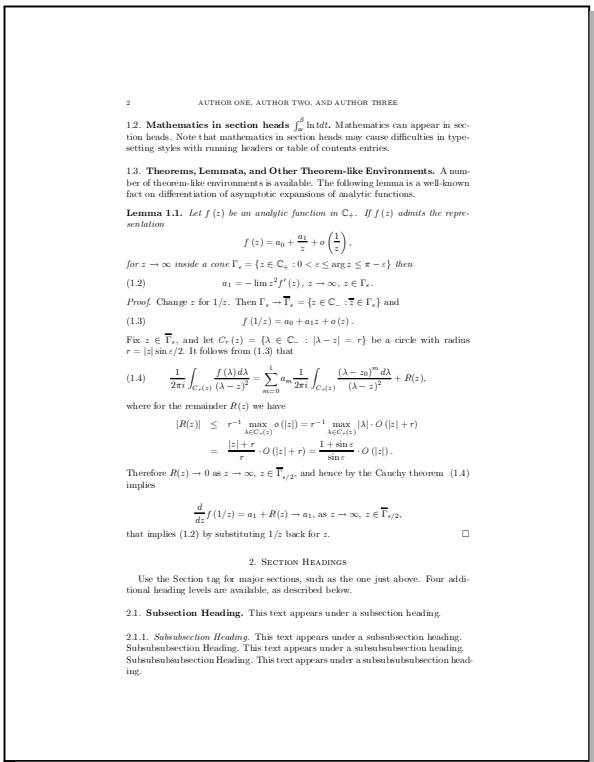 2 AUTHOR ONE, AUTHOR TWO, AND AUTHOR THREE
1.2. Mathematics in section heads ∫_α^β ln tdt. Mathematics can appear in sec-
tion heads. Note that mathematics in section heads may cause difficulties in type-
setting styles with running headers or table of contents entries.
1.3. Theorems, Lemmata, and Other Theorem-like Environments. A num-
ber of theorem-like environments is available. The following lemma is a well-known
fact on differentiation of asymptotic expansions of analytic functions.
Lemma 1.1. Let f (z) be an analytic function in ℂ₊. If f (z) admits the repre-
sentation
f (z) = a₀ + a₁/z + o (1/z),
for z → ∞ inside a cone Γ_ε = {z ∈ ℂ₊ : 0 < ε ≤ arg z ≤ π − ε} then
(1.2) a₁ = − lim z² f′ (z), z → ∞, z ∈ Γ_ε.
Proof. Change z for 1/z. Then Γ_ε → Γ̅_ε = {z ∈ ℂ₋ : z̅ ∈ Γ_ε} and
(1.3) f (1/z) = a₀ + a₁z + o (z).
Fix z ∈ Γ̅_ε, and let C_r (z) = {λ ∈ ℂ₋ : |λ − z| = r} be a circle with radius
r = |z| sin ε/2. It follows from (1.3) that
(1.4) 1/2πi ∫_{C_r(z)} f (λ) dλ/(λ − z)² = ∑_{m=0}^{1} a_m 1/2πi ∫_{C_r(z)} (λ − z₀)^m dλ/(λ − z)² + R(z),
where for the remainder R(z) we have
|R(z)| ≤ r⁻¹ max_{λ∈C_r(z)} o (|z|) = r⁻¹ max_{λ∈C_r(z)} |λ| · O (|z| + r)
= |z| + r/r · O (|z| + r) = 1 + sin ε/sin ε · O (|z|).
Therefore R(z) → 0 as z → ∞, z ∈ Γ̅_{ε/2}, and hence by the Cauchy theorem (1.4)
implies
d/dz f (1/z) = a₁ + R(z) → a₁, as z → ∞, z ∈ Γ̅_{ε/2},
that implies (1.2) by substituting 1/z back for z. □
2. Section Headings
Use the Section tag for major sections, such as the one just above. Four addi-
tional heading levels are available, as described below.
2.1. Subsection Heading. This text appears under a subsection heading.
2.1.1. Subsubsection Heading. This text appears under a subsubsection heading.
Subsubsubsection Heading. This text appears under a subsubsubsection heading.
Subsubsubsubsection Heading. This text appears under a subsubsubsubsection head-
ing.